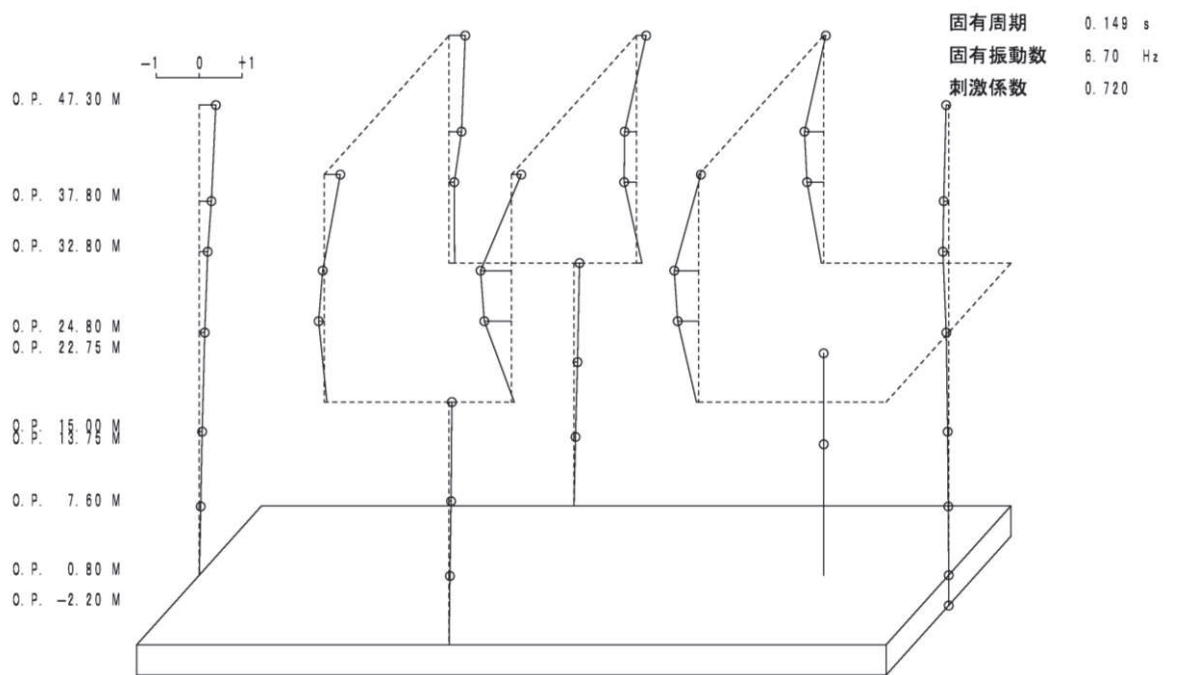 固有周期 0.149 s
固有振動数 6.70 Hz
刺激係数 0.720
-1 0 +1
O.P. 47.30 M
O.P. 37.80 M
O.P. 32.80 M
O.P. 24.80 M
O.P. 22.75 M
O.P. 15.00 M
O.P. 13.75 M
O.P. 7.60 M
O.P. 0.80 M
O.P. -2.20 M